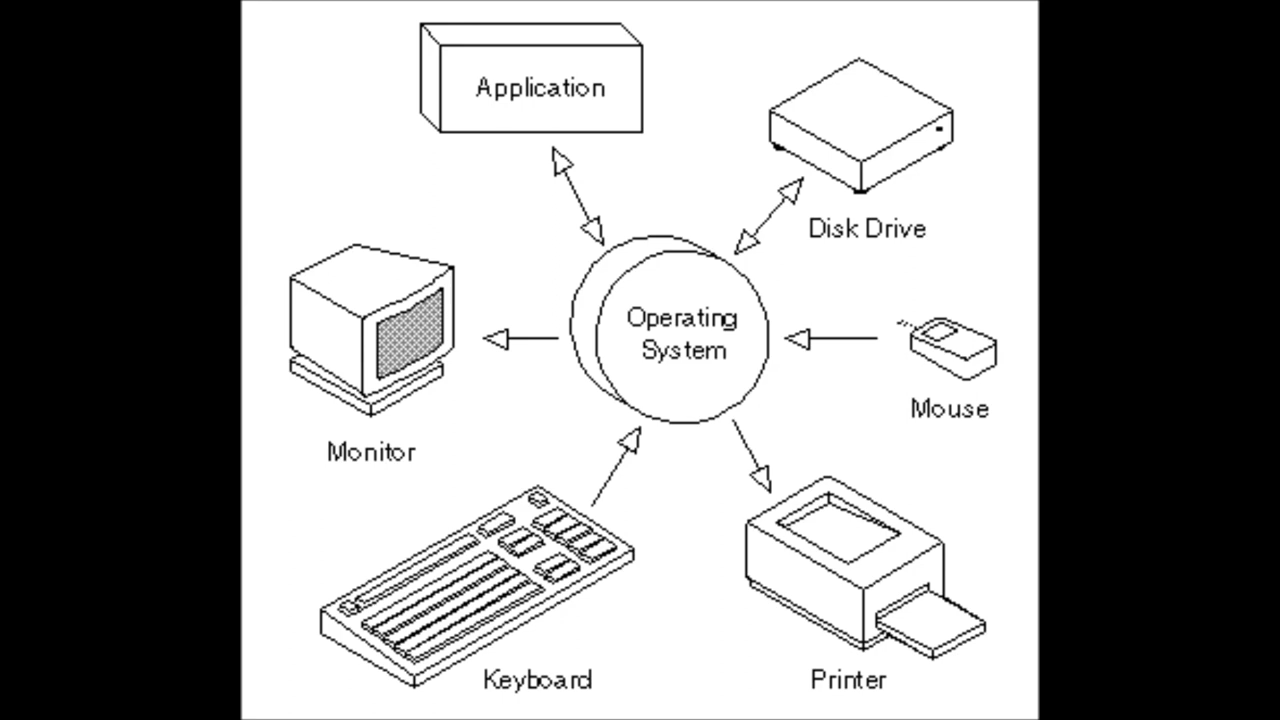 Application
Disk Drive
Operating
System
Mouse
Monitor
Keyboard
Printer